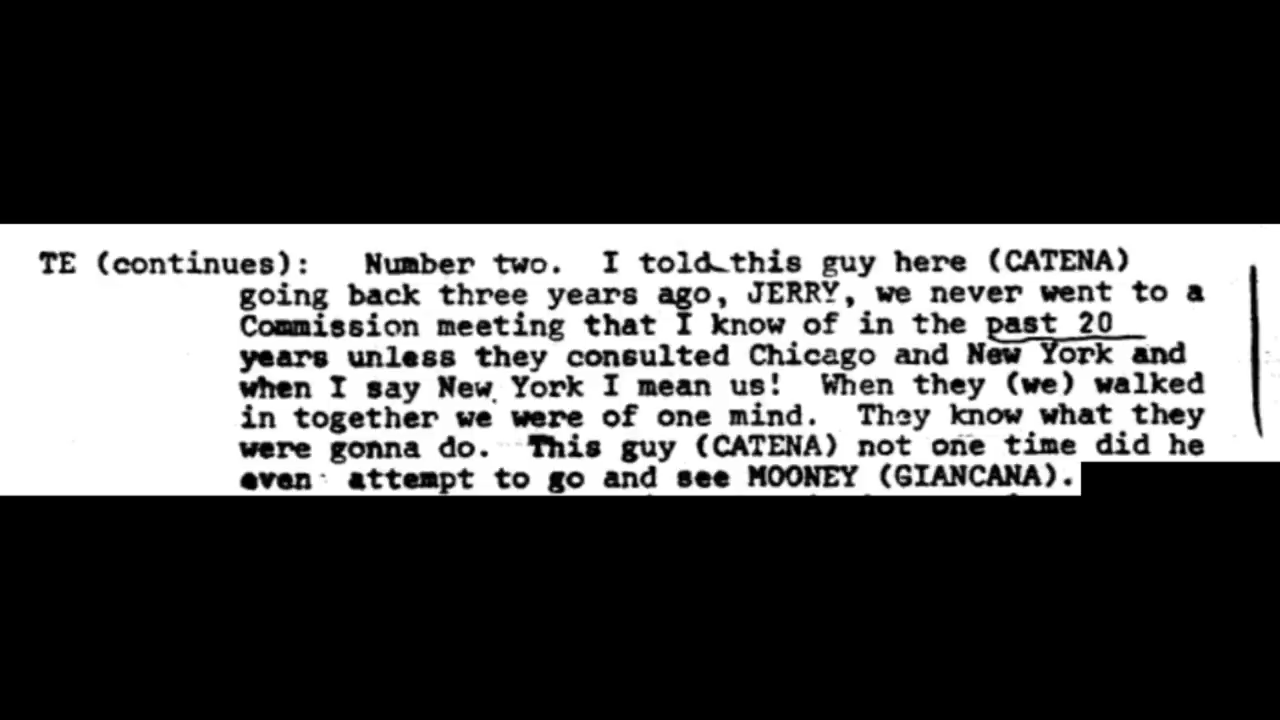 TE (continues): Number two. I told this guy here (CATENA)
going back three years ago, JERRY, we never went to a
Commission meeting that I know of in the past 20
years unless they consulted Chicago and New York and
when I say New York I mean us! When they (we) walked
in together we were of one mind. They know what they
were gonna do. This guy (CATENA) not one time did he
even attempt to go and see MOONEY (GIANCANA).